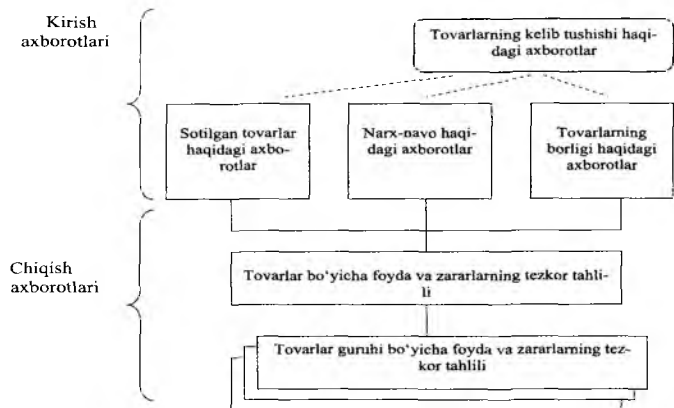 Kirish
axborotlari
Tovarlarning kelib tushishi haqi-
dagi axborotlar
Sotilgan tovarlar
haqidagi axbo-
rotlar
Narx-navo haqi-
dagi axborotlar
Tovarlarning
borligi haqidagi
axborotlar
Chiqish
axborotlari
Tovarlar bo‘yicha foyda va zararlarning tezkor tahli-
li
Tovarlar guruhi bo‘yicha foyda va zararlarning tez-
kor tahlili